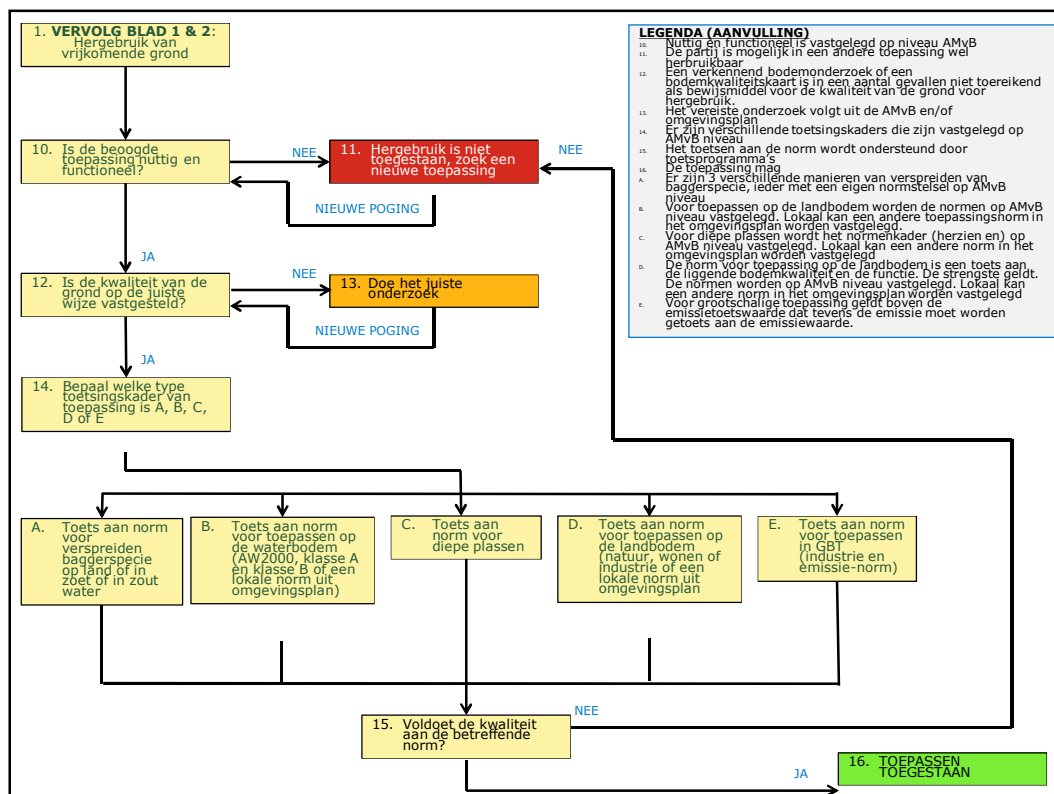 1. VERVOLG BLAD 1 & 2:
Hergebruik van
vrijkomende grond
LEGENDA (AANVULLING)
10. Nuttig en functioneel is vastgelegd op niveau AMvB
11. De partij is mogelijk in een andere toepassing wel
herbruikbaar
12. Een verkennend bodemonderzoek of een
bodemkwaliteitskaart is in een aantal gevallen niet toereikend
als bewijsmiddel voor de kwaliteit van de grond voor
hergebruik.
13. Het vereiste onderzoek volgt uit de AMvB en/of
omgevingsplan
14. Er zijn verschillende toetsingskaders die zijn vastgelegd op
AMvB niveau
15. Het toetsen aan de norm wordt ondersteund door
toetsprogramma's
16. De toepassing mag
A. Er zijn 3 verschillende manieren van verspreiden van
baggerspecie, ieder met een eigen normstelsel op AMvB
niveau
B. Voor toepassen op de landbodem worden de normen op AMvB
niveau vastgelegd. Lokaal kan een andere toepassingsnorm in
het omgevingsplan worden vastgelegd.
C. Voor diepe plassen wordt het normenkader (herzien en) op
AMvB niveau vastgelegd. Lokaal kan een andere norm in het
omgevingsplan worden vastgelegd
D. De norm voor toepassing op de landbodem is een toets aan
de liggende bodemkwaliteit en de functie. De strengste geldt.
De normen worden op AMvB niveau vastgelegd. Lokaal kan
een andere norm in het omgevingsplan worden vastgelegd
E. Voor grootschalige toepassing geldt boven de
emissietoetswaarde dat tevens de emissie moet worden
getoets aan de emissiewaarde.
10. Is de beoogde
toepassing nuttig en
functioneel?
NEE
11. Hergebruik is niet
toegestaan, zoek een
nieuwe toepassing
NEE
NIEUWE POGING
JA
12. Is de kwaliteit van de
grond op de juiste
wijze vastgesteld?
NEE
13. Doe het juiste
onderzoek
NIEUWE POGING
JA
14. Bepaal welke type
toetsingskader van
toepassing is A, B, C,
D of E
A. Toets aan norm
voor
verspreiden
baggerspecie
op land of in
zoet of in zout
water
B. Toets aan norm
voor toepassen op
de waterbodem
(AW2000, klasse A
en klasse B of een
lokale norm uit
omgevingsplan)
C. Toets aan
norm voor
diepe plassen
D. Toets aan norm
voor toepassen op
de landbodem
(natuur, wonen of
industrie of een
lokale norm uit
omgevingsplan
E. Toets aan norm
voor toepassen
in GBT
(industrie en
emissie-norm)
15. Voldoet de kwaliteit
aan de betreffende
norm?
NEE
JA
16. TOEPASSEN
TOEGESTAAN